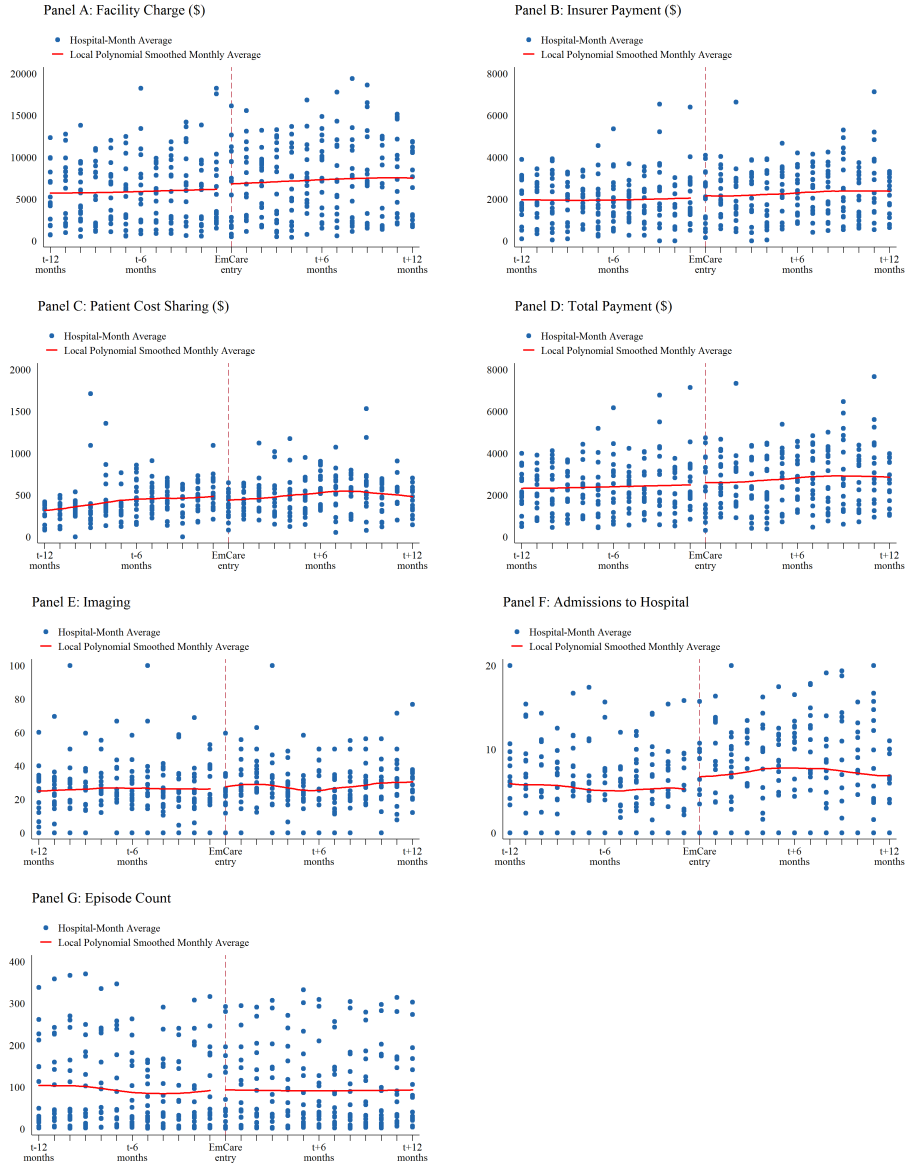 Panel A: Facility Charge ($)
Hospital-Month Average
Local Polynomial Smoothed Monthly Average
20000
15000
10000
5000
0
t-12
months
t-6
months
EmCare
entry
t+6
months
t+12
months
Panel B: Insurer Payment ($)
Hospital-Month Average
Local Polynomial Smoothed Monthly Average
8000
6000
4000
2000
0
t-12
months
t-6
months
EmCare
entry
t+6
months
t+12
months
Panel C: Patient Cost Sharing ($)
Hospital-Month Average
Local Polynomial Smoothed Monthly Average
2000
1500
1000
500
0
t-12
months
t-6
months
EmCare
entry
t+6
months
t+12
months
Panel D: Total Payment ($)
Hospital-Month Average
Local Polynomial Smoothed Monthly Average
8000
6000
4000
2000
0
t-12
months
t-6
months
EmCare
entry
t+6
months
t+12
months
Panel E: Imaging
Hospital-Month Average
Local Polynomial Smoothed Monthly Average
100
80
60
40
20
0
t-12
months
t-6
months
EmCare
entry
t+6
months
t+12
months
Panel F: Admissions to Hospital
Hospital-Month Average
Local Polynomial Smoothed Monthly Average
20
10
0
t-12
months
t-6
months
EmCare
entry
t+6
months
t+12
months
Panel G: Episode Count
Hospital-Month Average
Local Polynomial Smoothed Monthly Average
400
300
200
100
0
t-12
months
t-6
months
EmCare
entry
t+6
months
t+12
months